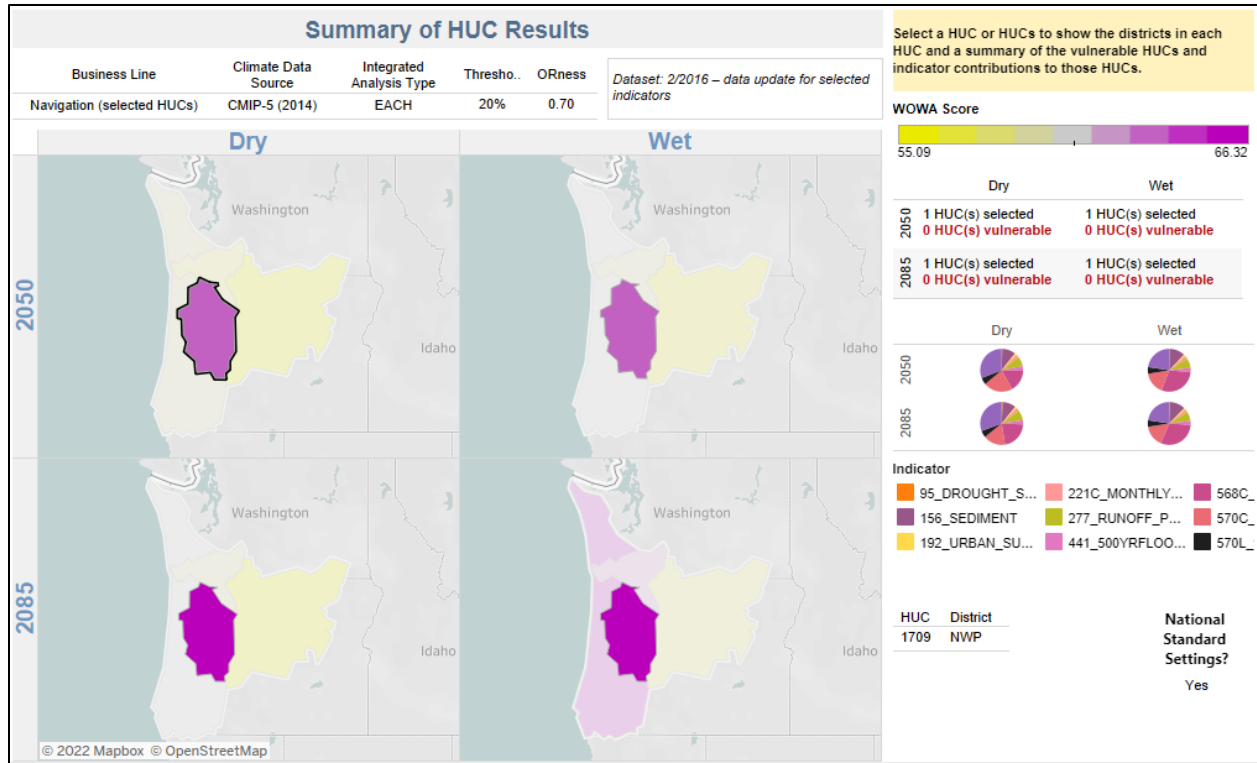 Summary of HUC Results
Business Line
Climate Data
Source
Integrated
Analysis Type
Thresho..
ORness
Navigation (selected HUCs)
CMIP-5 (2014)
EACH
20%
0.70
Dataset: 2/2016 – data update for selected
indicators
Dry
Wet
2050
Washington
Idaho
Washington
Idaho
2085
Washington
Idaho
Washington
Idaho
© 2022 Mapbox © OpenStreetMap
Select a HUC or HUCs to show the districts in each
HUC and a summary of the vulnerable HUCs and
indicator contributions to those HUCs.
WOWA Score
55.09
66.32
Dry
Wet
2050
1 HUC(s) selected
0 HUC(s) vulnerable
1 HUC(s) selected
0 HUC(s) vulnerable
2085
1 HUC(s) selected
0 HUC(s) vulnerable
1 HUC(s) selected
0 HUC(s) vulnerable
Dry
Wet
2050
2085
Indicator
95_DROUGHT_S...
221C_MONTHLY...
568C_
156_SEDIMENT
277_RUNOFF_P...
570C_
192_URBAN_SU...
441_500YRFLOO...
570L_
HUC
District
1709
NWP
National
Standard
Settings?
Yes